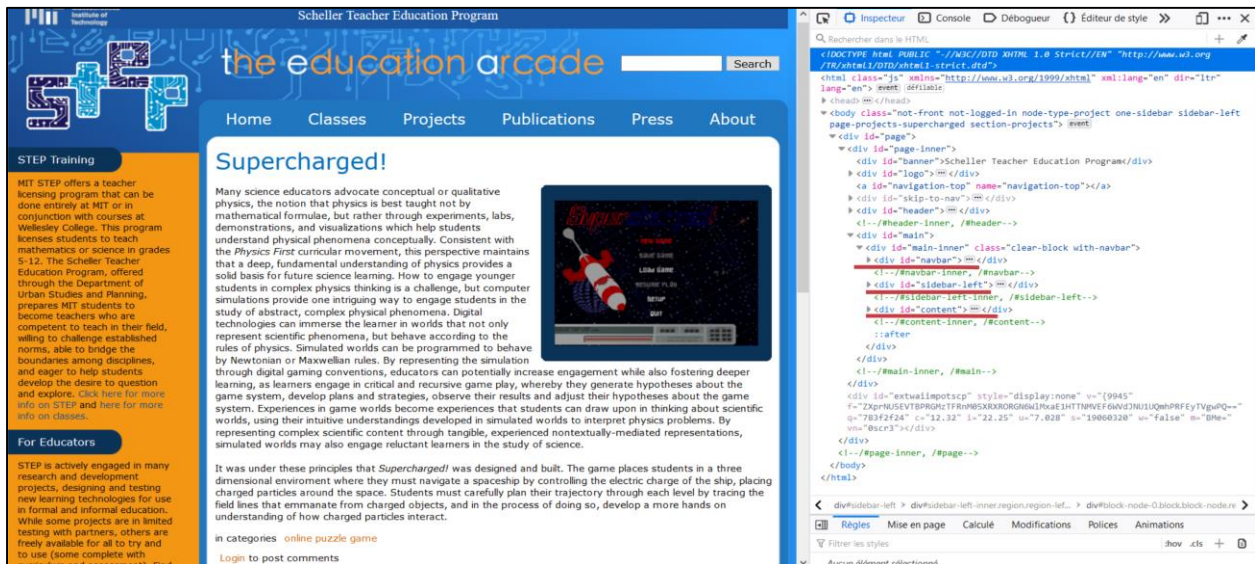 Institute of
Technology
Scheller Teacher Education Program
the education arcade
Search
Home Classes Projects Publications Press About
STEP Training
MIT STEP offers a teacher
licensing program that can be
done entirely at MIT or in
conjunction with courses at
Wellesley College. This program
licenses students to teach
mathematics or science in grades
5-12. The Scheller Teacher
Education Program, offered
through the Department of
Urban Studies and Planning,
prepares MIT students to
become teachers who are
competent to teach in their field,
willing to challenge established
norms, able to bridge the
boundaries among disciplines,
and eager to help students
develop the desire to question
and explore. Click here for more
info on STEP and here for more
info on classes.
For Educators
STEP is actively engaged in many
research and development
projects, designing and testing
new learning technologies for use
in formal and informal education.
While some projects are in limited
testing with partners, others are
freely available for all to try and
to use (some complete with
Supercharged!
Many science educators advocate conceptual or qualitative
physics, the notion that physics is best taught not by
mathematical formulae, but rather through experiments, labs,
demonstrations, and visualizations which help students
understand physical phenomena conceptually. Consistent with
the Physics First curricular movement, this perspective maintains
that a deep, fundamental understanding of physics provides a
solid basis for future science learning. How to engage younger
students in complex physics thinking is a challenge, but computer
simulations provide one intriguing way to engage students in the
study of abstract, complex physical phenomena. Digital
technologies can immerse the learner in worlds that not only
represent scientific phenomena, but behave according to the
rules of physics. Simulated worlds can be programmed to behave
by Newtonian or Maxwellian rules. By representing the simulation
through digital gaming conventions, educators can potentially increase engagement while also fostering deeper
learning, as learners engage in critical and recursive game play, whereby they generate hypotheses about the
game system, develop plans and strategies, observe their results and adjust their hypotheses about the game
system. Experiences in game worlds become experiences that students can draw upon in thinking about scientific
worlds, using their intuitive understandings developed in simulated worlds to interpret physics problems. By
representing complex scientific content through tangible, experienced nontextually-mediated representations,
simulated worlds may also engage reluctant learners in the study of science.
NEW GAME
SAVE GAME
LOAD GAME
RESUME PLAY
SETUP
QUIT
It was under these principles that Supercharged! was designed and built. The game places students in a three
dimensional enviroment where they must navigate a spaceship by controlling the electric charge of the ship, placing
charged particles around the space. Students must carefully plan their trajectory through each level by tracing the
field lines that emmanate from charged objects, and in the process of doing so, develop a more hands on
understanding of how charged particles interact.
in categories online puzzle game
Login to post comments
Inspecteur Console Débogueur {} Éditeur de style
Rechercher dans le HTML
<!DOCTYPE html PUBLIC "-//W3C//DTD XHTML 1.0 Strict//EN" "http://www.w3.org
/TR/xhtml1/DTD/xhtml1-strict.dtd">
<html class="js" xmlns="http://www.w3.org/1999/xhtml" xml:lang="en" dir="ltr"
lang="en"> event défilable
<head> ... </head>
<body class="not-front not-logged-in node-type-project one-sidebar sidebar-left
page-projects-supercharged section-projects"> event
<div id="page">
<div id="page-inner">
<div id="banner">Scheller Teacher Education Program</div>
<div id="logo"> ... </div>
<a id="navigation-top" name="navigation-top"></a>
<div id="skip-to-nav"> ... </div>
<div id="header"> ... </div>
<!--/#header-inner, /#header-->
<div id="main">
<div id="main-inner" class="clear-block with-navbar">
<div id="navbar"> ... </div>
<!--/#navbar-inner, /#navbar-->
<div id="sidebar-left"> ... </div>
<!--/#sidebar-left-inner, /#sidebar-left-->
<div id="content"> ... </div>
<!--/#content-inner, /#content-->
::after
</div>
</div>
<!--/#main-inner, /#main-->
</div>
<div id="extwaiimpotscp" style="display:none" v="{9945"
q="783f2f24" c="12.32" i="22.25" u="7.028" s="19060320" w="false" m="BMe="
vn="0scr3"></div>
</div>
<!--/#page-inner, /#page-->
</body>
</html>
div#sidebar-left > div#sidebar-left-inner.region.region-lef... > div#block-node-0.block.block-node.re
Règles Mise en page Calculé Modifications Polices Animations
Filtrer les styles :hov .cls +
Aucun élément sélectionné